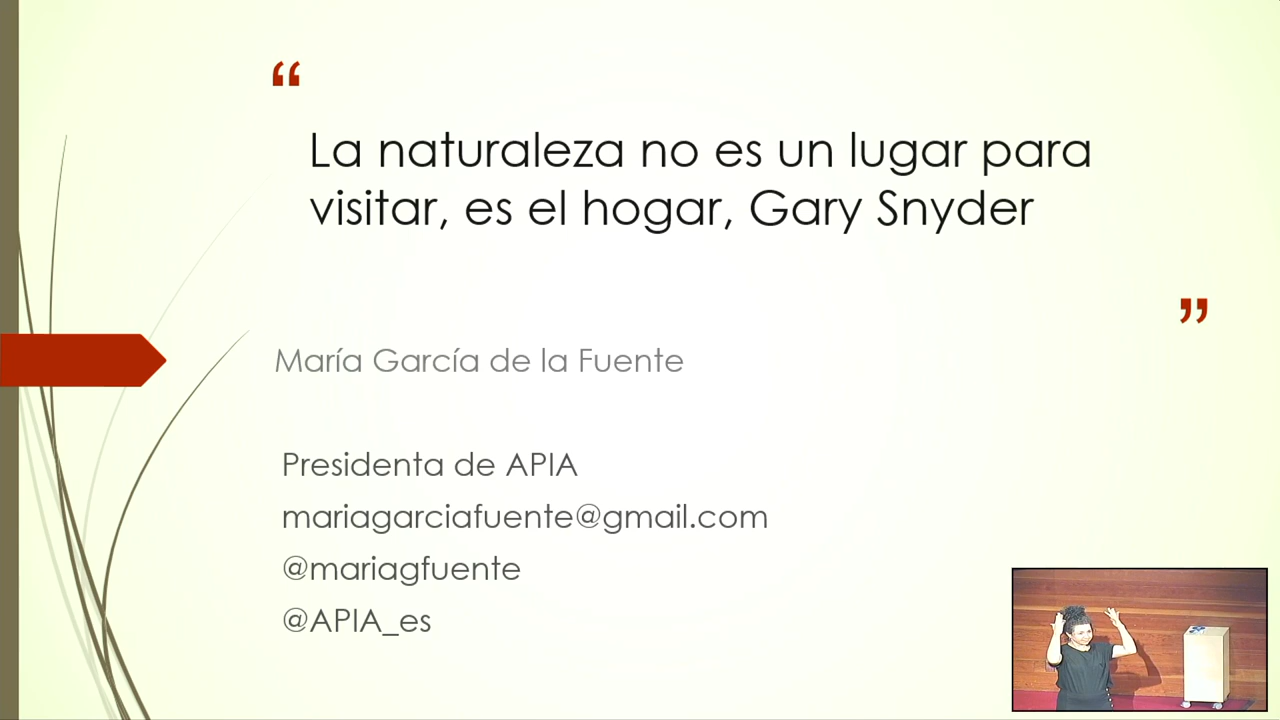 “
La naturaleza no es un lugar para
visitar, es el hogar, Gary Snyder
”
María García de la Fuente
Presidenta de APIA
mariagarciafuente@gmail.com
@mariagfuente
@APIA_es